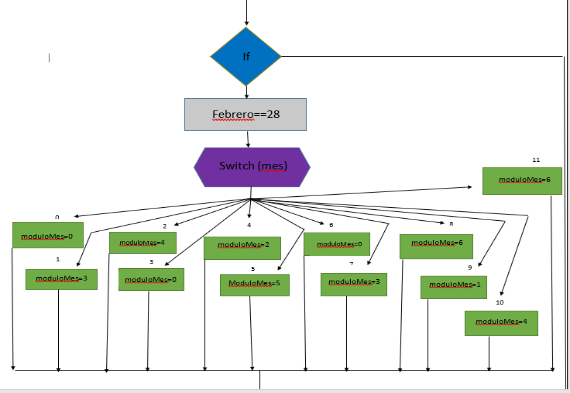 If
Febrero==28
Switch (mes)
11
moduloMes=6
0
moduloMes=0
2
moduloMes=4
4
moduloMes=2
6
moduloMes=0
8
moduloMes=6
1
moduloMes=3
3
moduloMes=0
5
ModuloMes=5
7
moduloMes=3
9
moduloMes=1
10
moduloMes=4